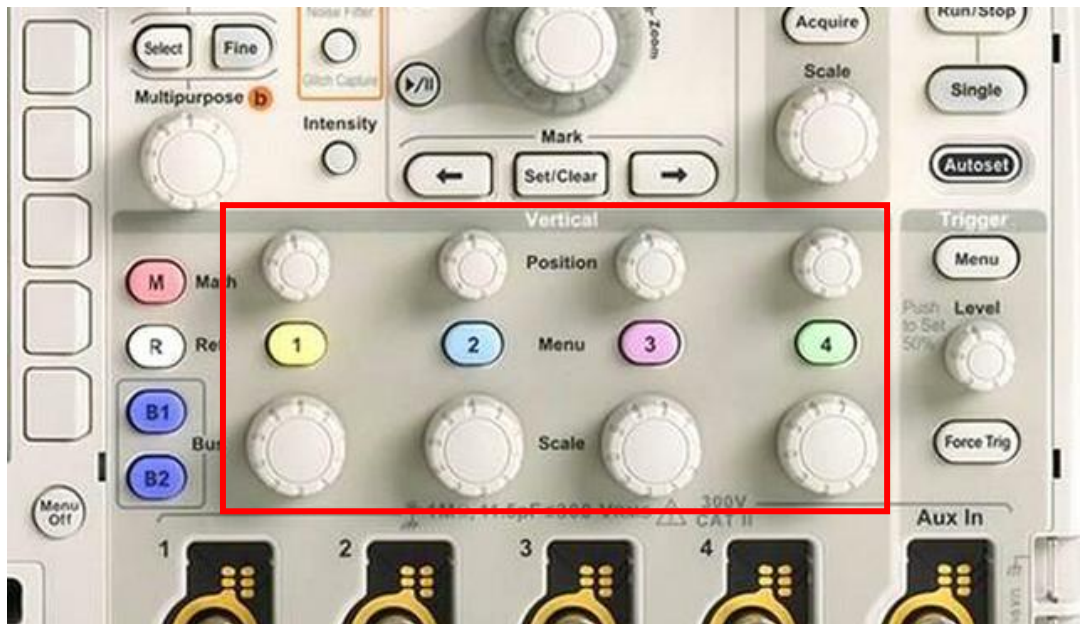 Noise Filter
Run/Stop
Select
Fine
Zoom
Acquire
Glitch Capture
Scale
Multipurpose b
Single
Intensity
Mark
← Set/Clear →
Autoset
Vertical
Trigger
Position
Menu
M Math
Push to Set 50%
Level
R Ref
1
2
Menu
3
4
B1
Bus
Scale
Force Trig
B2
Menu Off
300V
CAT II
Aux In
1
2
3
4